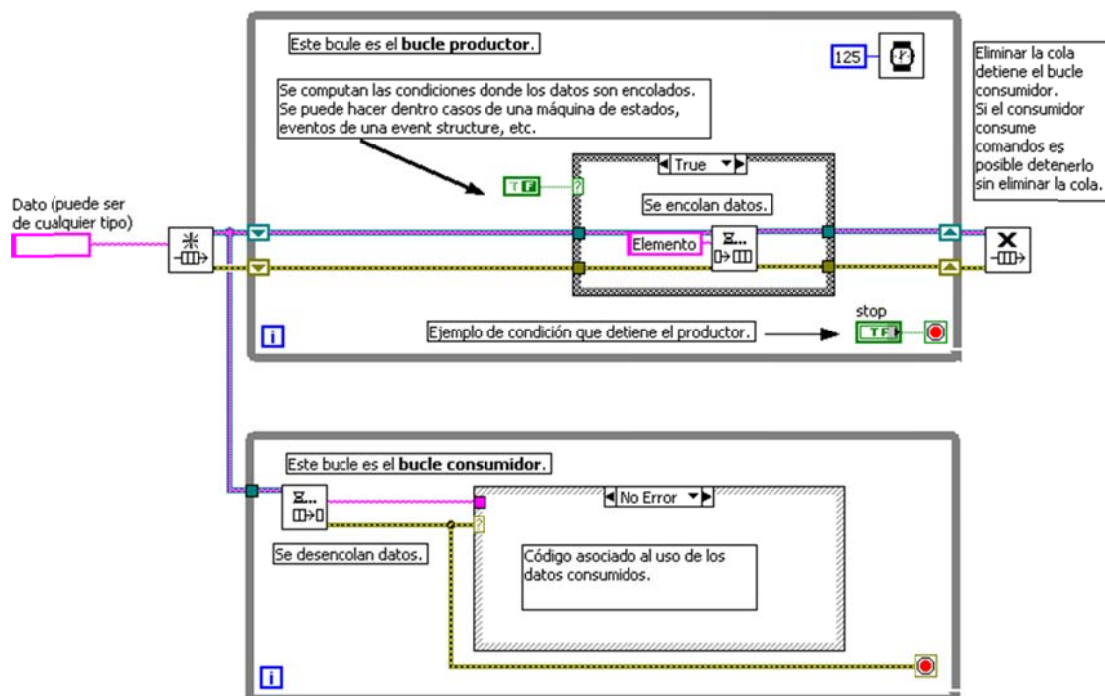 Este bcule es el bucle productor.
125
Eliminar la cola
detiene el bucle
consumidor.
Si el consumidor
consume
comandos es
posible detenerlo
sin eliminar la cola.
Se computan las condiciones donde los datos son encolados.
Se puede hacer dentro casos de una máquina de estados,
eventos de una event structure, etc.
True
T F
?
Se encolan datos.
Dato (puede ser
de cualquier tipo)
Elemento
stop
Ejemplo de condición que detiene el productor.
TF
i
Este bucle es el bucle consumidor.
No Error
?
Se desencolan datos.
Código asociado al uso de los
datos consumidos.
i